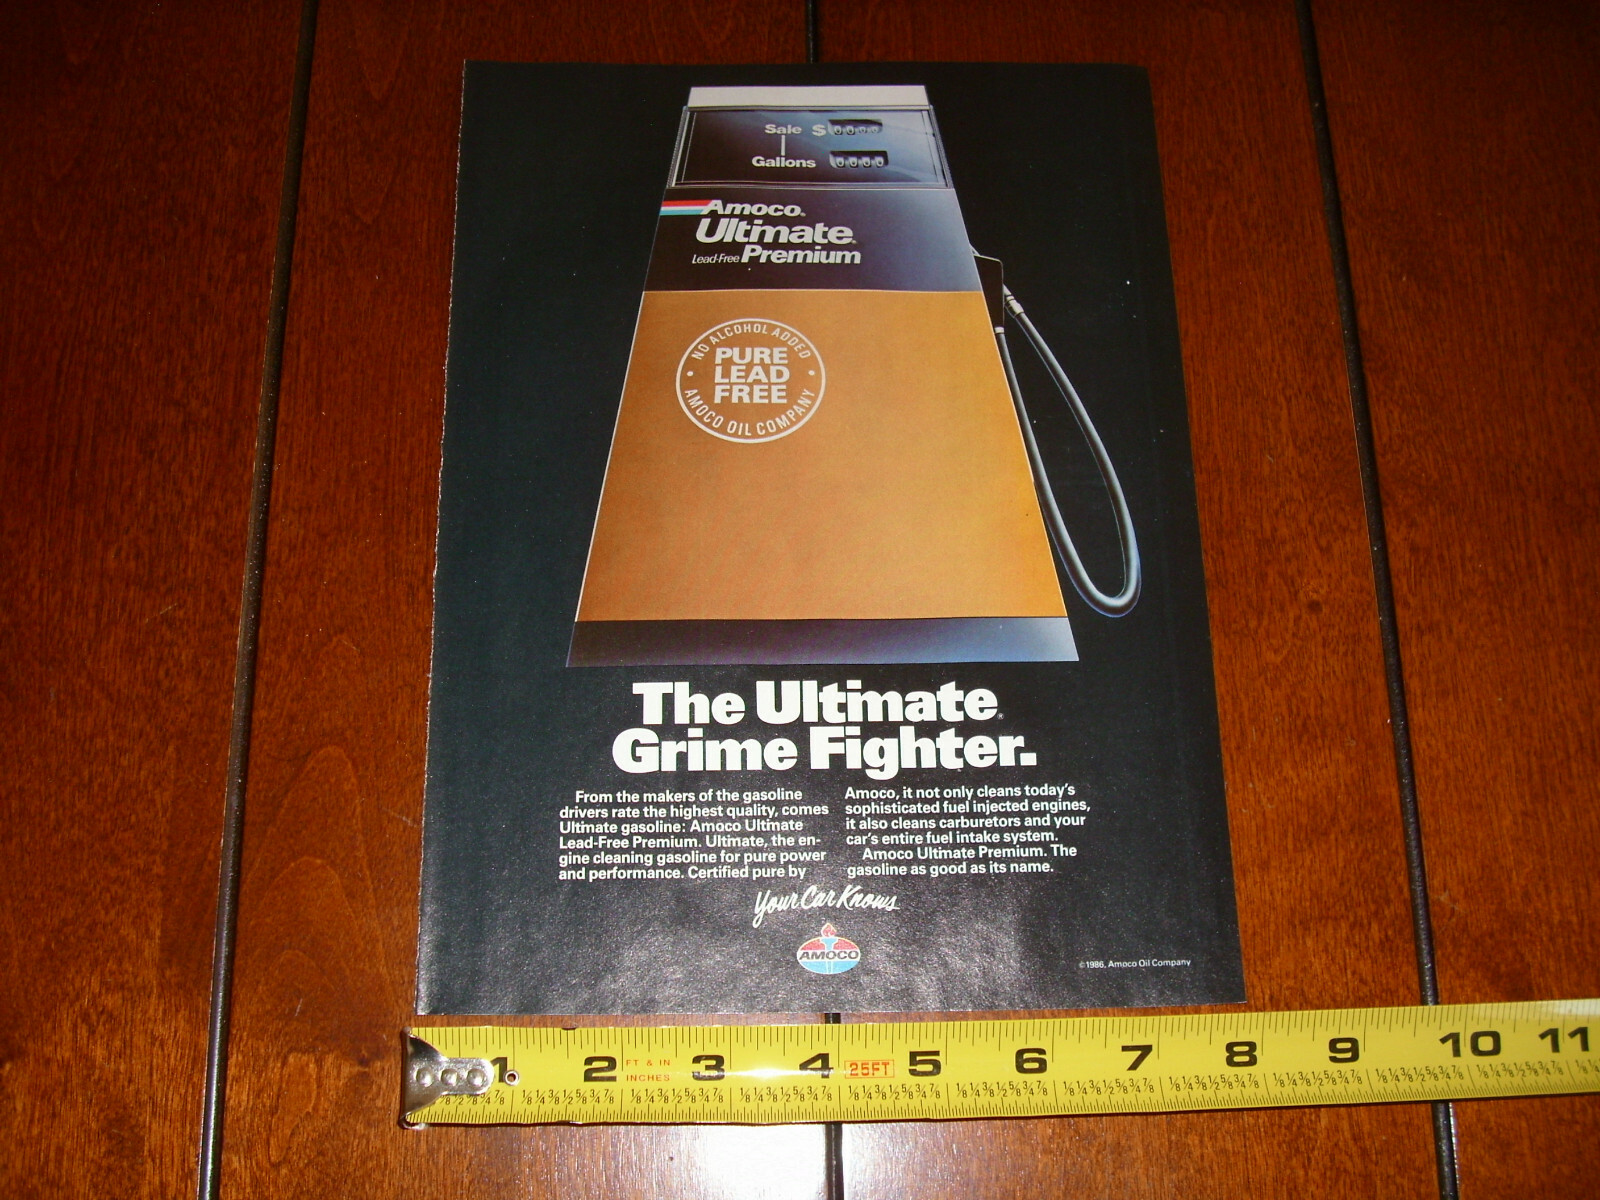 Sale $ 0000
Gallons 0000
Amoco®
Ultimate®
Lead-Free Premium
NO ALCOHOL ADDED
PURE
LEAD
FREE
AMOCO OIL COMPANY
The Ultimate®
Grime Fighter.
From the makers of the gasoline
drivers rate the highest quality, comes
Ultimate gasoline: Amoco Ultimate
Lead-Free Premium. Ultimate, the en-
gine cleaning gasoline for pure power
and performance. Certified pure by
Amoco, it not only cleans today's
sophisticated fuel injected engines,
it also cleans carburetors and your
car's entire fuel intake system.
Amoco Ultimate Premium. The
gasoline as good as its name.
Your Car Knows
AMOCO
©1986, Amoco Oil Company
1 2 FT & IN INCHES 3 4 25FT 5 6 7 8 9 10 11